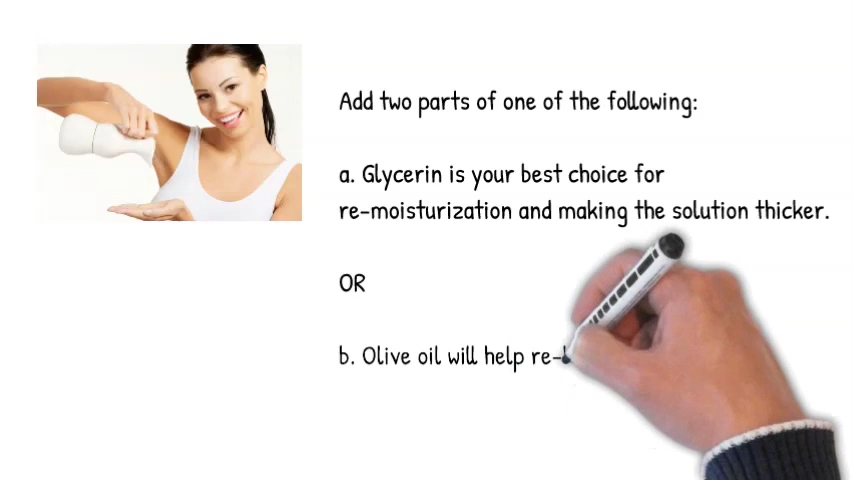 Add two parts of one of the following:
a. Glycerin is your best choice for
re-moisturization and making the solution thicker.
OR
b. Olive oil will help re-